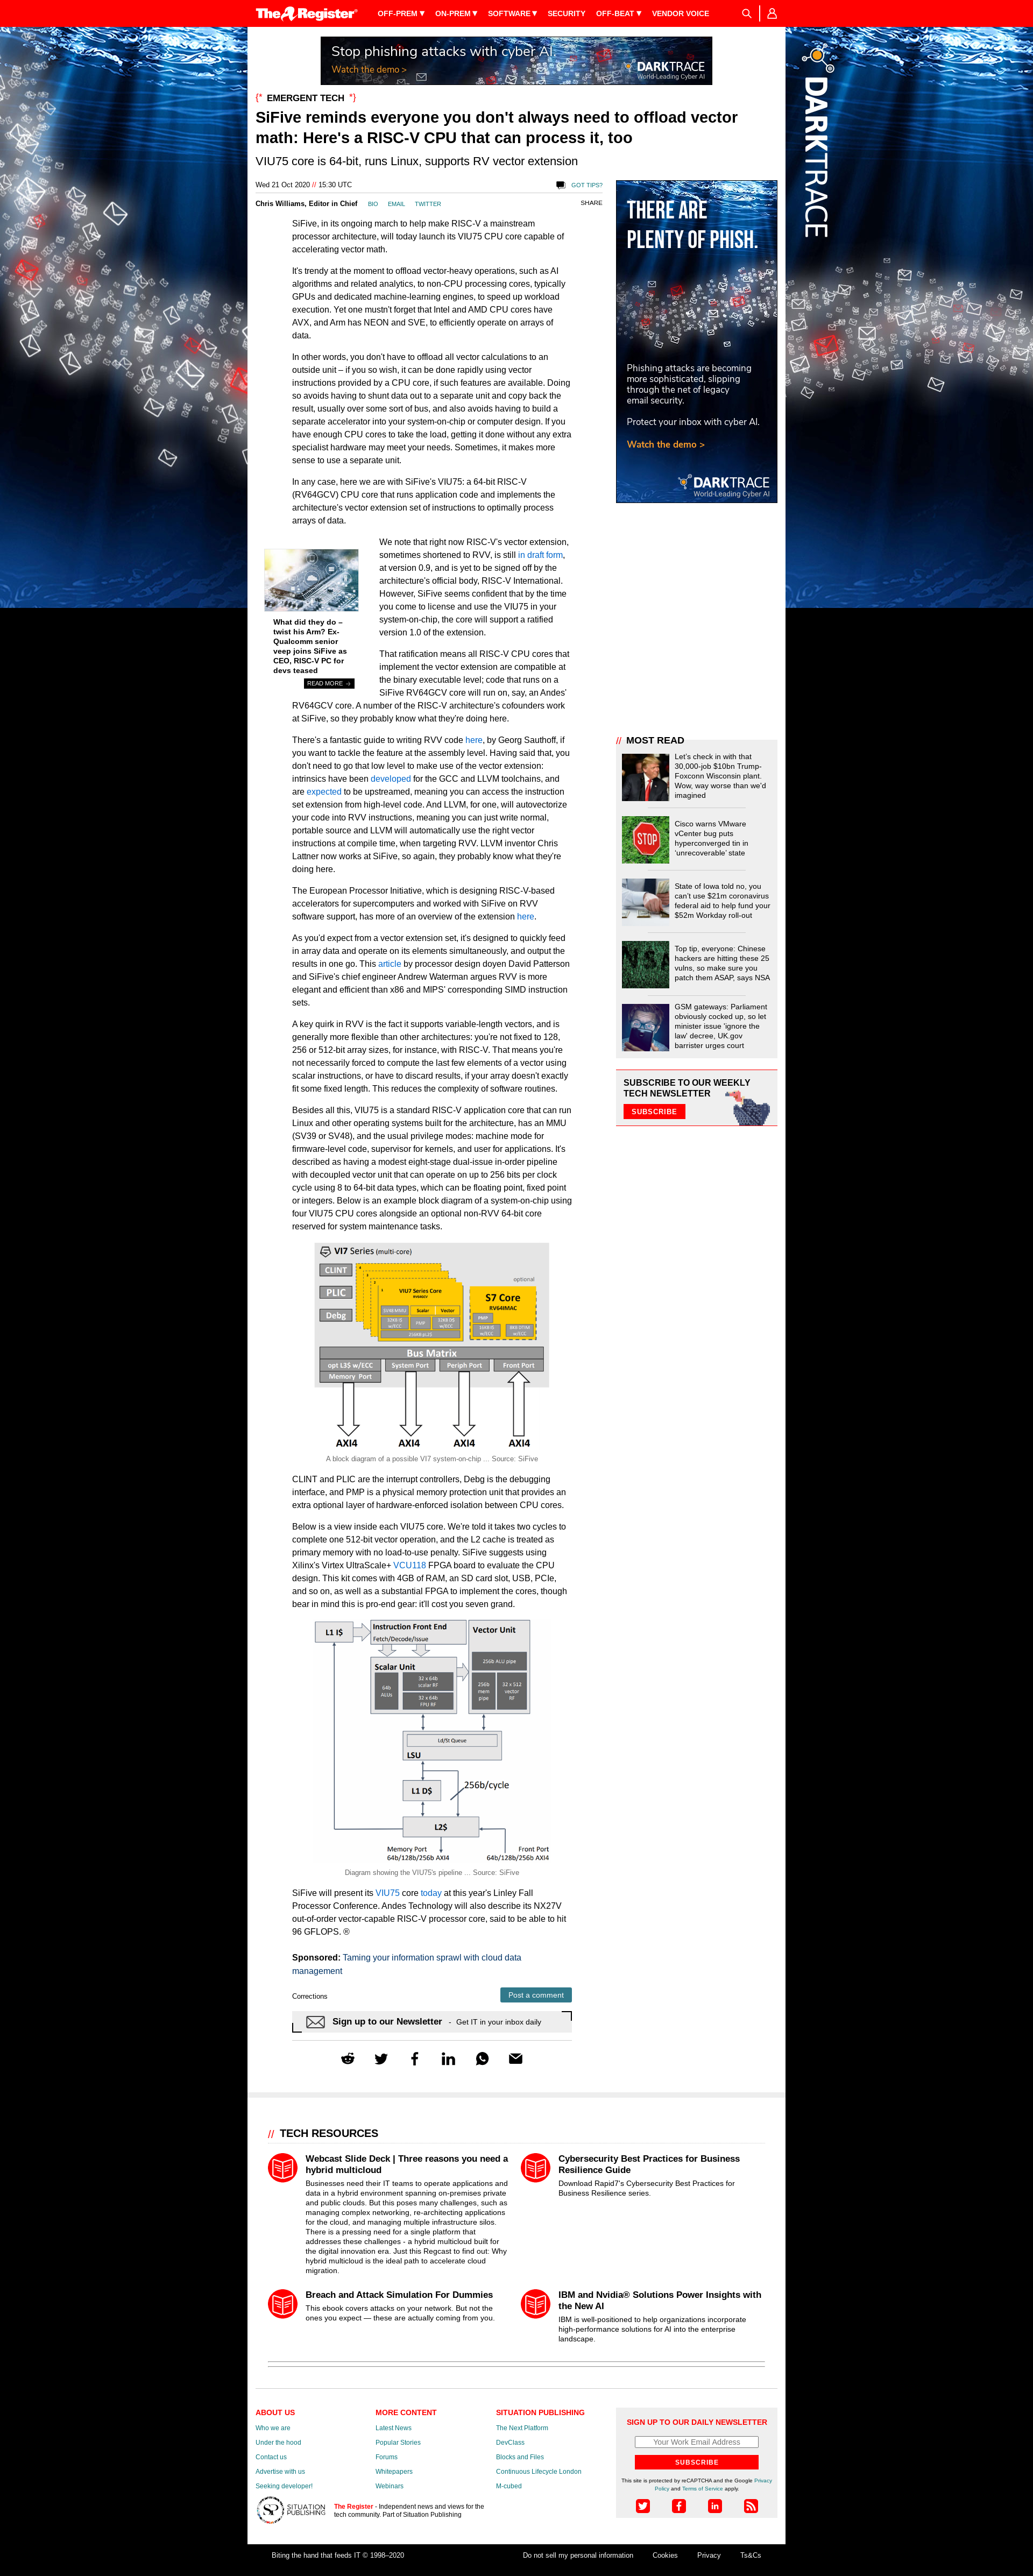 The Register®
OFF-PREM ▼ ON-PREM ▼ SOFTWARE ▼ SECURITY OFF-BEAT ▼ VENDOR VOICE
Stop phishing attacks with cyber AI.
Watch the demo >
DARKTRACE
World-Leading Cyber AI
DARKTRACE
{* EMERGENT TECH *}
SiFive reminds everyone you don't always need to offload vector
math: Here's a RISC-V CPU that can process it, too
VIU75 core is 64-bit, runs Linux, supports RV vector extension
Wed 21 Oct 2020 // 15:30 UTC
GOT TIPS?
Chris Williams, Editor in Chief BIO EMAIL TWITTER
SHARE
SiFive, in its ongoing march to help make RISC-V a mainstream
processor architecture, will today launch its VIU75 CPU core capable of
accelerating vector math.
It's trendy at the moment to offload vector-heavy operations, such as AI
algorithms and related analytics, to non-CPU processing cores, typically
GPUs and dedicated machine-learning engines, to speed up workload
execution. Yet one mustn't forget that Intel and AMD CPU cores have
AVX, and Arm has NEON and SVE, to efficiently operate on arrays of
data.
In other words, you don't have to offload all vector calculations to an
outside unit – if you so wish, it can be done rapidly using vector
instructions provided by a CPU core, if such features are available. Doing
so avoids having to shunt data out to a separate unit and copy back the
result, usually over some sort of bus, and also avoids having to build a
separate accelerator into your system-on-chip or computer design. If you
have enough CPU cores to take the load, getting it done without any extra
specialist hardware may meet your needs. Sometimes, it makes more
sense to use a separate unit.
In any case, here we are with SiFive's VIU75: a 64-bit RISC-V
(RV64GCV) CPU core that runs application code and implements the
architecture's vector extension set of instructions to optimally process
arrays of data.
We note that right now RISC-V's vector extension,
sometimes shortened to RVV, is still in draft form,
at version 0.9, and is yet to be signed off by the
architecture's official body, RISC-V International.
However, SiFive seems confident that by the time
you come to license and use the VIU75 in your
system-on-chip, the core will support a ratified
version 1.0 of the extension.
What did they do –
twist his Arm? Ex-
Qualcomm senior
veep joins SiFive as
CEO, RISC-V PC for
devs teased
READ MORE →
That ratification means all RISC-V CPU cores that
implement the vector extension are compatible at
the binary executable level; code that runs on a
SiFive RV64GCV core will run on, say, an Andes'
RV64GCV core. A number of the RISC-V architecture's cofounders work
at SiFive, so they probably know what they're doing here.
There's a fantastic guide to writing RVV code here, by Georg Sauthoff, if
you want to tackle the feature at the assembly level. Having said that, you
don't need to go that low level to make use of the vector extension:
intrinsics have been developed for the GCC and LLVM toolchains, and
are expected to be upstreamed, meaning you can access the instruction
set extension from high-level code. And LLVM, for one, will autovectorize
your code into RVV instructions, meaning you can just write normal,
portable source and LLVM will automatically use the right vector
instructions at compile time, when targeting RVV. LLVM inventor Chris
Lattner now works at SiFive, so again, they probably know what they're
doing here.
The European Processor Initiative, which is designing RISC-V-based
accelerators for supercomputers and worked with SiFive on RVV
software support, has more of an overview of the extension here.
As you'd expect from a vector extension set, it's designed to quickly feed
in array data and operate on its elements simultaneously, and output the
results in one go. This article by processor design doyen David Patterson
and SiFive's chief engineer Andrew Waterman argues RVV is more
elegant and efficient than x86 and MIPS' corresponding SIMD instruction
sets.
A key quirk in RVV is the fact it supports variable-length vectors, and is
generally more flexible than other architectures: you're not fixed to 128,
256 or 512-bit array sizes, for instance, with RISC-V. That means you're
not necessarily forced to compute the last few elements of a vector using
scalar instructions, or have to discard results, if your array doesn't exactly
fit some fixed length. This reduces the complexity of software routines.
Besides all this, VIU75 is a standard RISC-V application core that can run
Linux and other operating systems built for the architecture, has an MMU
(SV39 or SV48), and the usual privilege modes: machine mode for
firmware-level code, supervisor for kernels, and user for applications. It's
described as having a modest eight-stage dual-issue in-order pipeline
with decoupled vector unit that can operate on up to 256 bits per clock
cycle using 8 to 64-bit data types, which can be floating point, fixed point
or integers. Below is an example block diagram of a system-on-chip using
four VIU75 CPU cores alongside an optional non-RVV 64-bit core
reserved for system maintenance tasks.
VI7 Series (multi-core)
CLINT
PLIC
Debg
VIU7 Series Core
RV64GCV
SV48 MMU Scalar Vector
PMP
optional
S7 Core
RV64IMAC
PMP
Bus Matrix
opt L3$ w/ECC System Port Periph Port Front Port
Memory Port
AXI4 AXI4 AXI4 AXI4
A block diagram of a possible VI7 system-on-chip ... Source: SiFive
CLINT and PLIC are the interrupt controllers, Debg is the debugging
interface, and PMP is a physical memory protection unit that provides an
extra optional layer of hardware-enforced isolation between CPU cores.
Below is a view inside each VIU75 core. We're told it takes two cycles to
complete one 512-bit vector operation, and the L2 cache is treated as
primary memory with no load-to-use penalty. SiFive suggests using
Xilinx's Virtex UltraScale+ VCU118 FPGA board to evaluate the CPU
design. This kit comes with 4GB of RAM, an SD card slot, USB, PCIe,
and so on, as well as a substantial FPGA to implement the cores, though
bear in mind this is pro-end gear: it'll cost you seven grand.
L1 I$
Instruction Front End
Fetch/Decode/Issue
Vector Unit
Scalar Unit
256b ALU pipe
64b ALUs
32 x 64b scalar RF
32 x 64b FPU RF
256b mem pipe
32 x 512 vector RF
Ld/St Queue
LSU
L1 D$
256b/cycle
L2$
Memory Port Front Port
64b/128b/256b AXI4 64b/128b/256b AXI4
Diagram showing the VIU75's pipeline ... Source: SiFive
SiFive will present its VIU75 core today at this year's Linley Fall
Processor Conference. Andes Technology will also describe its NX27V
out-of-order vector-capable RISC-V processor core, said to be able to hit
96 GFLOPS. ®
Sponsored: Taming your information sprawl with cloud data
management
Corrections
Post a comment
Sign up to our Newsletter - Get IT in your inbox daily
THERE ARE
PLENTY OF PHISH.
Phishing attacks are becoming
more sophisticated, slipping
through the net of legacy
email security.
Protect your inbox with cyber AI.
Watch the demo >
DARKTRACE
World-Leading Cyber AI
// MOST READ
Let's check in with that
30,000-job $10bn Trump-
Foxconn Wisconsin plant.
Wow, way worse than we'd
imagined
STOP
Cisco warns VMware
vCenter bug puts
hyperconverged tin in
'unrecoverable' state
State of Iowa told no, you
can't use $21m coronavirus
federal aid to help fund your
$52m Workday roll-out
NSA
Top tip, everyone: Chinese
hackers are hitting these 25
vulns, so make sure you
patch them ASAP, says NSA
GSM gateways: Parliament
obviously cocked up, so let
minister issue 'ignore the
law' decree, UK.gov
barrister urges court
SUBSCRIBE TO OUR WEEKLY
TECH NEWSLETTER
SUBSCRIBE
// TECH RESOURCES
Webcast Slide Deck | Three reasons you need a
hybrid multicloud
Businesses need their IT teams to operate applications and
data in a hybrid environment spanning on-premises private
and public clouds. But this poses many challenges, such as
managing complex networking, re-architecting applications
for the cloud, and managing multiple infrastructure silos.
There is a pressing need for a single platform that
addresses these challenges - a hybrid multicloud built for
the digital innovation era. Just this Regcast to find out: Why
hybrid multicloud is the ideal path to accelerate cloud
migration.
Cybersecurity Best Practices for Business
Resilience Guide
Download Rapid7's Cybersecurity Best Practices for
Business Resilience series.
Breach and Attack Simulation For Dummies
This ebook covers attacks on your network. But not the
ones you expect — these are actually coming from you.
IBM and Nvidia® Solutions Power Insights with
the New AI
IBM is well-positioned to help organizations incorporate
high-performance solutions for AI into the enterprise
landscape.
ABOUT US
Who we are
Under the hood
Contact us
Advertise with us
Seeking developer!
MORE CONTENT
Latest News
Popular Stories
Forums
Whitepapers
Webinars
SITUATION PUBLISHING
The Next Platform
DevClass
Blocks and Files
Continuous Lifecycle London
M-cubed
SIGN UP TO OUR DAILY NEWSLETTER
Your Work Email Address
SUBSCRIBE
This site is protected by reCAPTCHA and the Google Privacy
Policy and Terms of Service apply.
SP SITUATION
PUBLISHING
The Register - Independent news and views for the
tech community. Part of Situation Publishing
Biting the hand that feeds IT © 1998–2020
Do not sell my personal information Cookies Privacy Ts&Cs